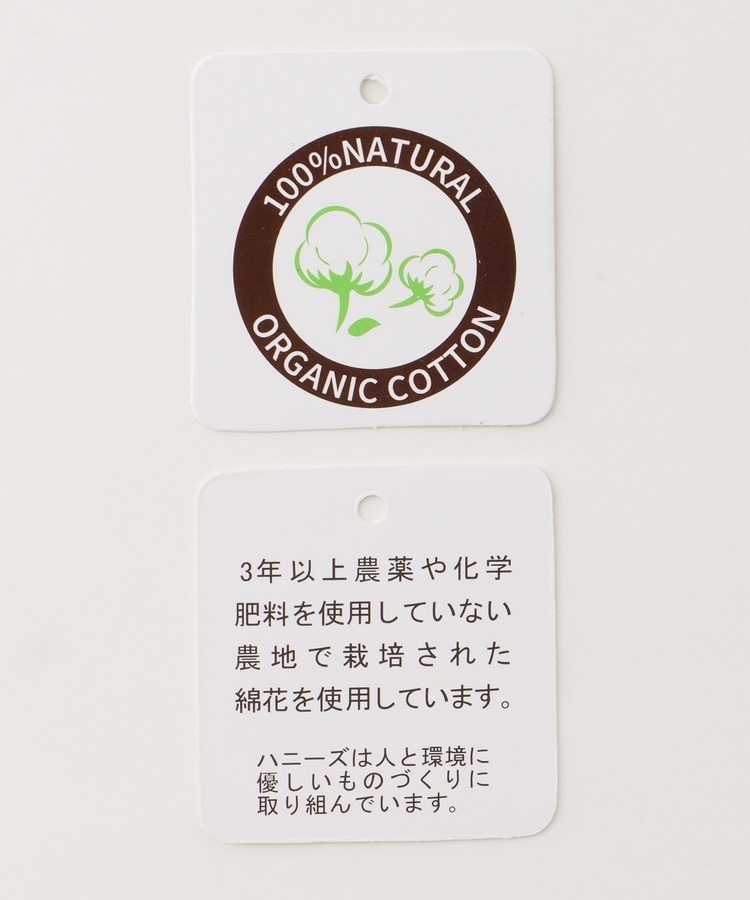 100%NATURAL
ORGANIC COTTON
3年以上農薬や化学
肥料を使用していない
農地で栽培された
綿花を使用しています。
ハニーズは人と環境に
優しいものづくりに
取り組んでいます。